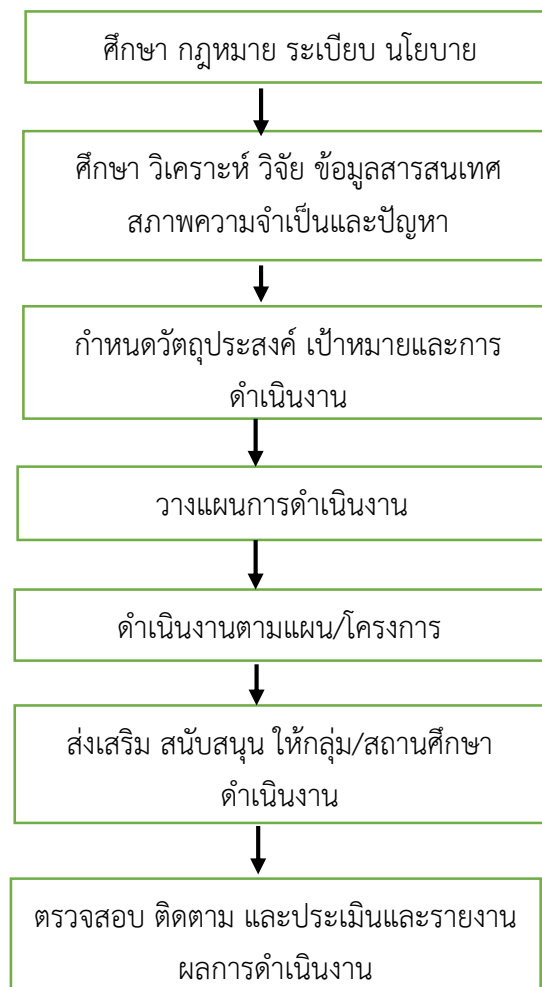 ศึกษา กฎหมาย ระเบียบ นโยบาย
ศึกษา วิเคราะห์ วิจัย ข้อมูลสารสนเทศ
สภาพความจำเป็นและปัญหา
กำหนดวัตถุประสงค์ เป้าหมายและการ
ดำเนินงาน
วางแผนการดำเนินงาน
ดำเนินงานตามแผน/โครงการ
ส่งเสริม สนับสนุน ให้กลุ่ม/สถานศึกษา
ดำเนินงาน
ตรวจสอบ ติดตาม และประเมินและรายงาน
ผลการดำเนินงาน